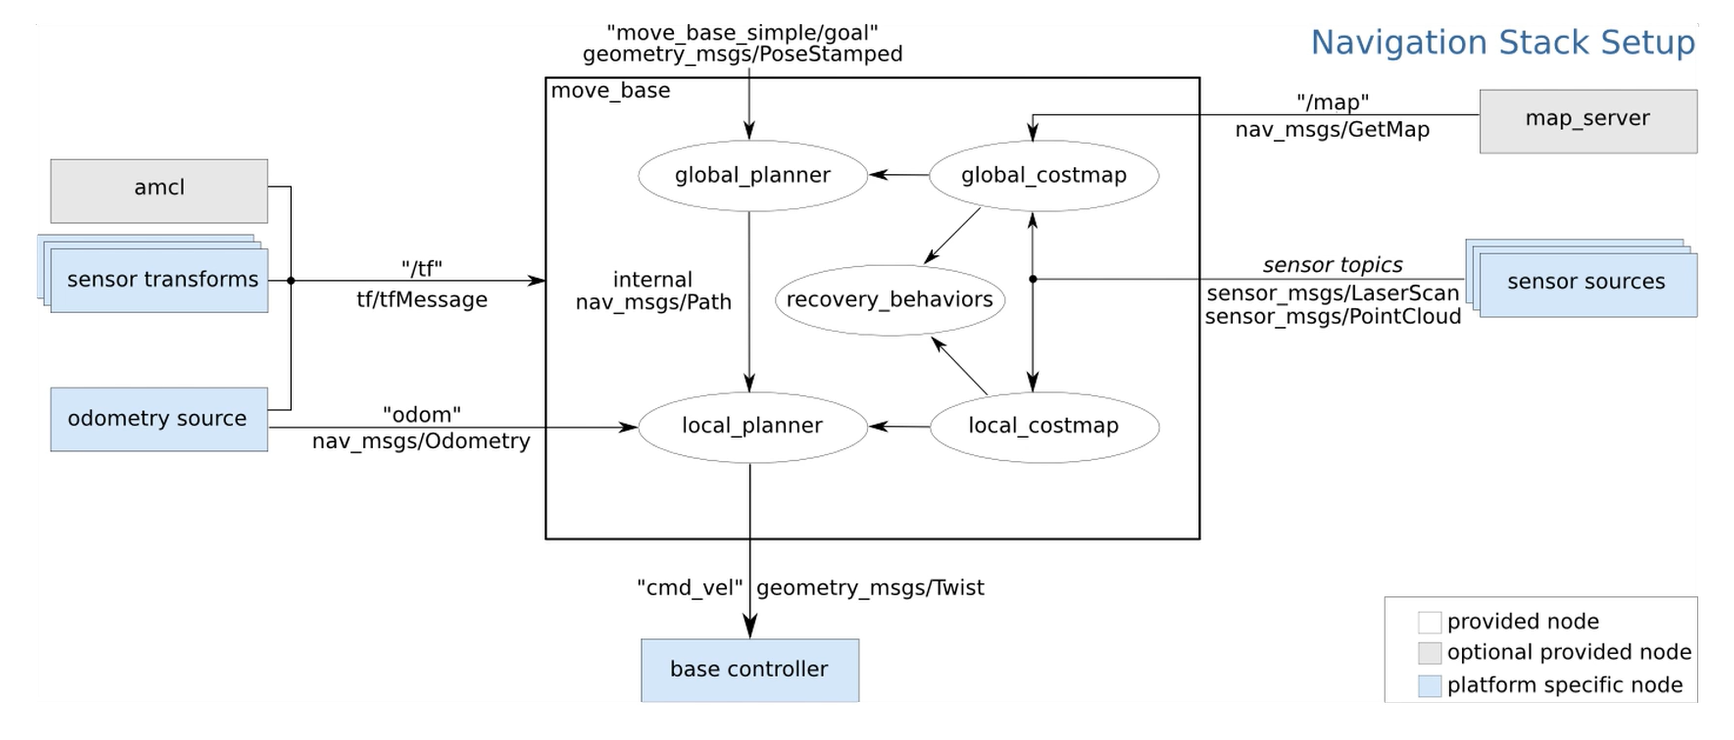 Navigation Stack Setup
"move_base_simple/goal"
geometry_msgs/PoseStamped
move_base
"/map"
nav_msgs/GetMap
map_server
amcl
global_planner
global_costmap
sensor transforms
"/tf"
tf/tfMessage
internal
nav_msgs/Path
recovery_behaviors
sensor topics
sensor_msgs/LaserScan
sensor_msgs/PointCloud
sensor sources
odometry source
"odom"
nav_msgs/Odometry
local_planner
local_costmap
"cmd_vel" geometry_msgs/Twist
base controller
provided node
optional provided node
platform specific node